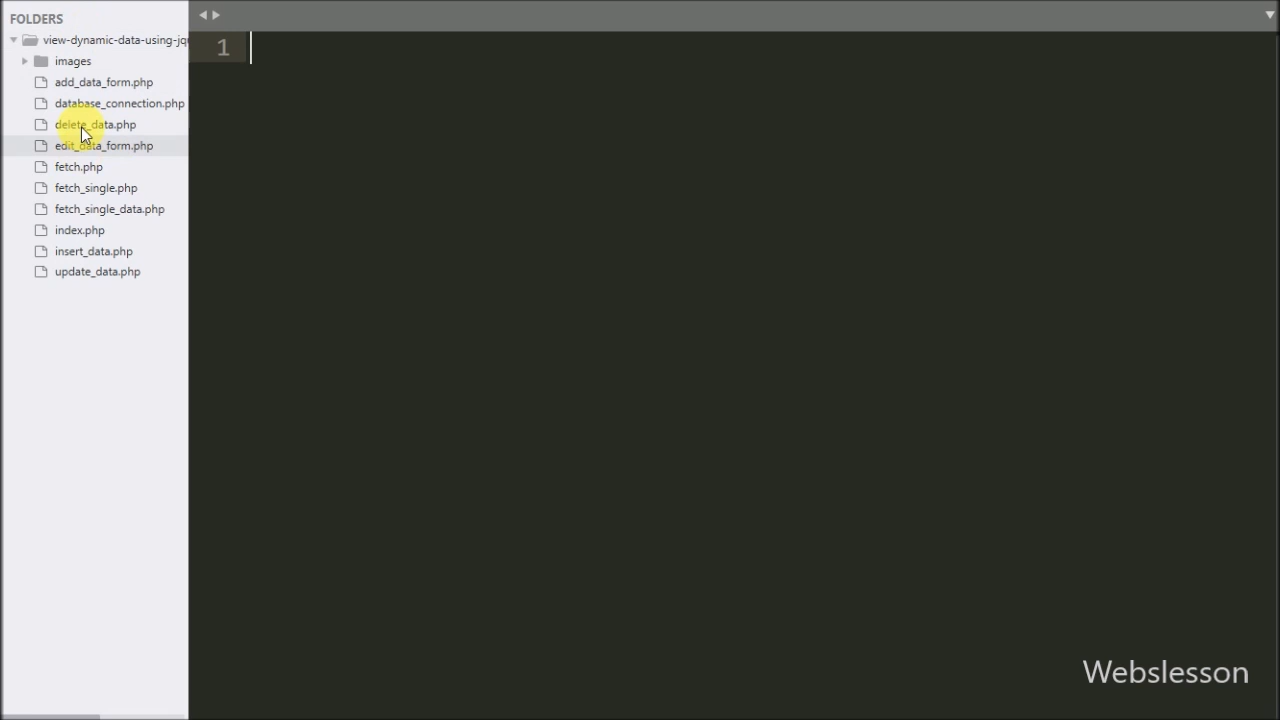 FOLDERS
view-dynamic-data-using-jqu
images
add_data_form.php
database_connection.php
delete_data.php
edit_data_form.php
fetch.php
fetch_single.php
fetch_single_data.php
index.php
insert_data.php
update_data.php
1
Webslesson